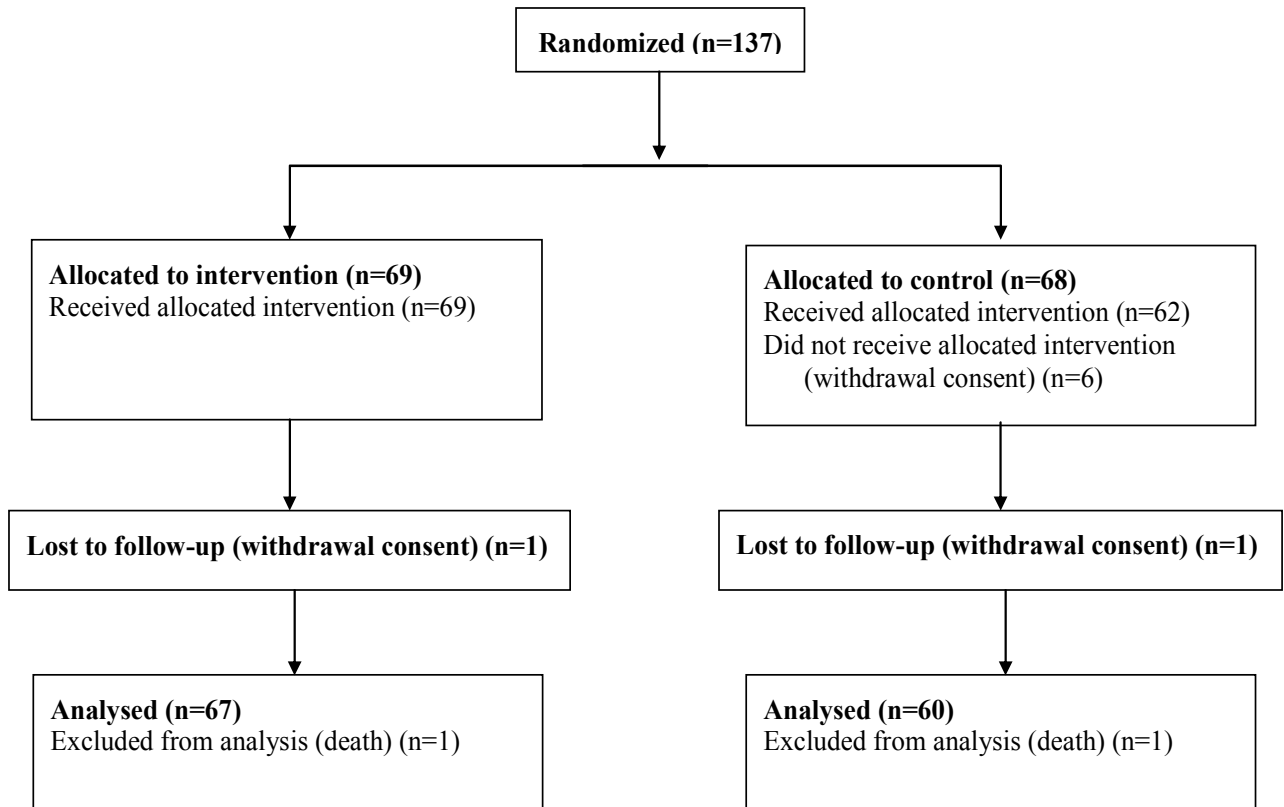 Randomized (n=137)
Allocated to intervention (n=69)
Received allocated intervention (n=69)
Allocated to control (n=68)
Received allocated intervention (n=62)
Did not receive allocated intervention
(withdrawal consent) (n=6)
Lost to follow-up (withdrawal consent) (n=1)
Lost to follow-up (withdrawal consent) (n=1)
Analysed (n=67)
Excluded from analysis (death) (n=1)
Analysed (n=60)
Excluded from analysis (death) (n=1)